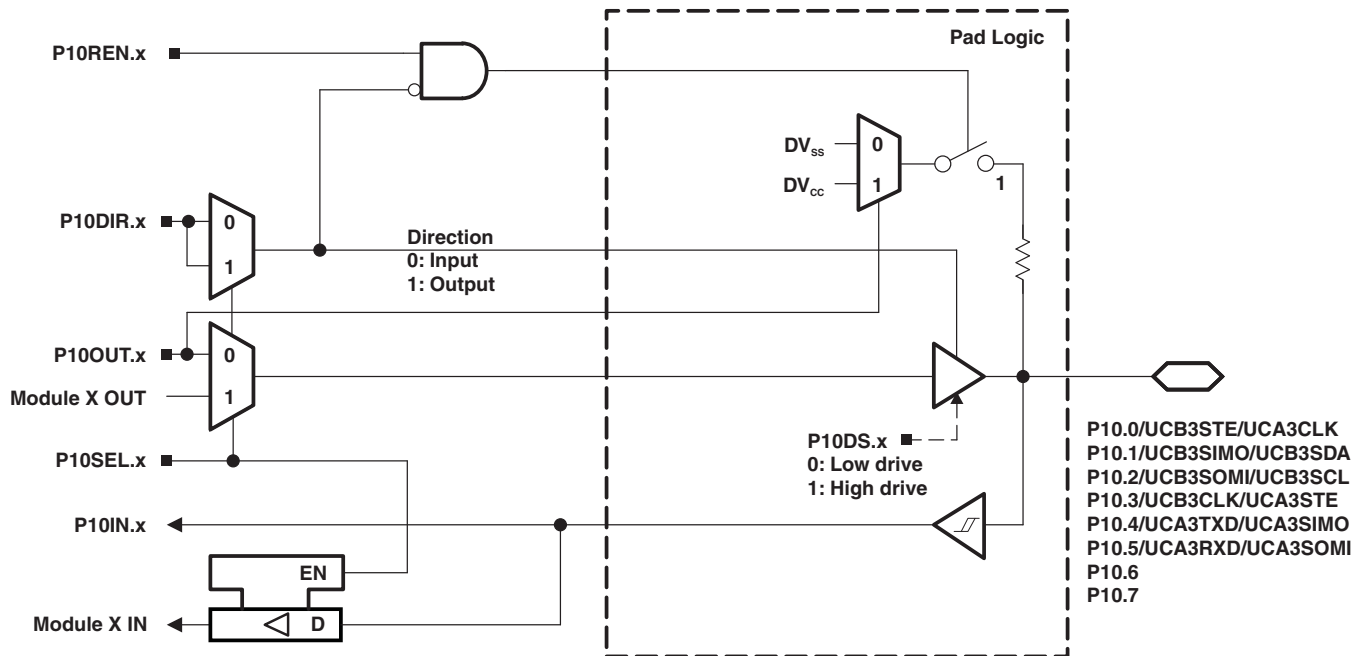 Pad Logic
P10REN.x
DVss
0
DVcc
1
1
P10DIR.x
0
1
Direction
0: Input
1: Output
P10OUT.x
0
Module X OUT
1
P10DS.x
0: Low drive
1: High drive
P10SEL.x
P10.0/UCB3STE/UCA3CLK
P10.1/UCB3SIMO/UCB3SDA
P10.2/UCB3SOMI/UCB3SCL
P10.3/UCB3CLK/UCA3STE
P10.4/UCA3TXD/UCA3SIMO
P10.5/UCA3RXD/UCA3SOMI
P10.6
P10.7
P10IN.x
EN
Module X IN
D